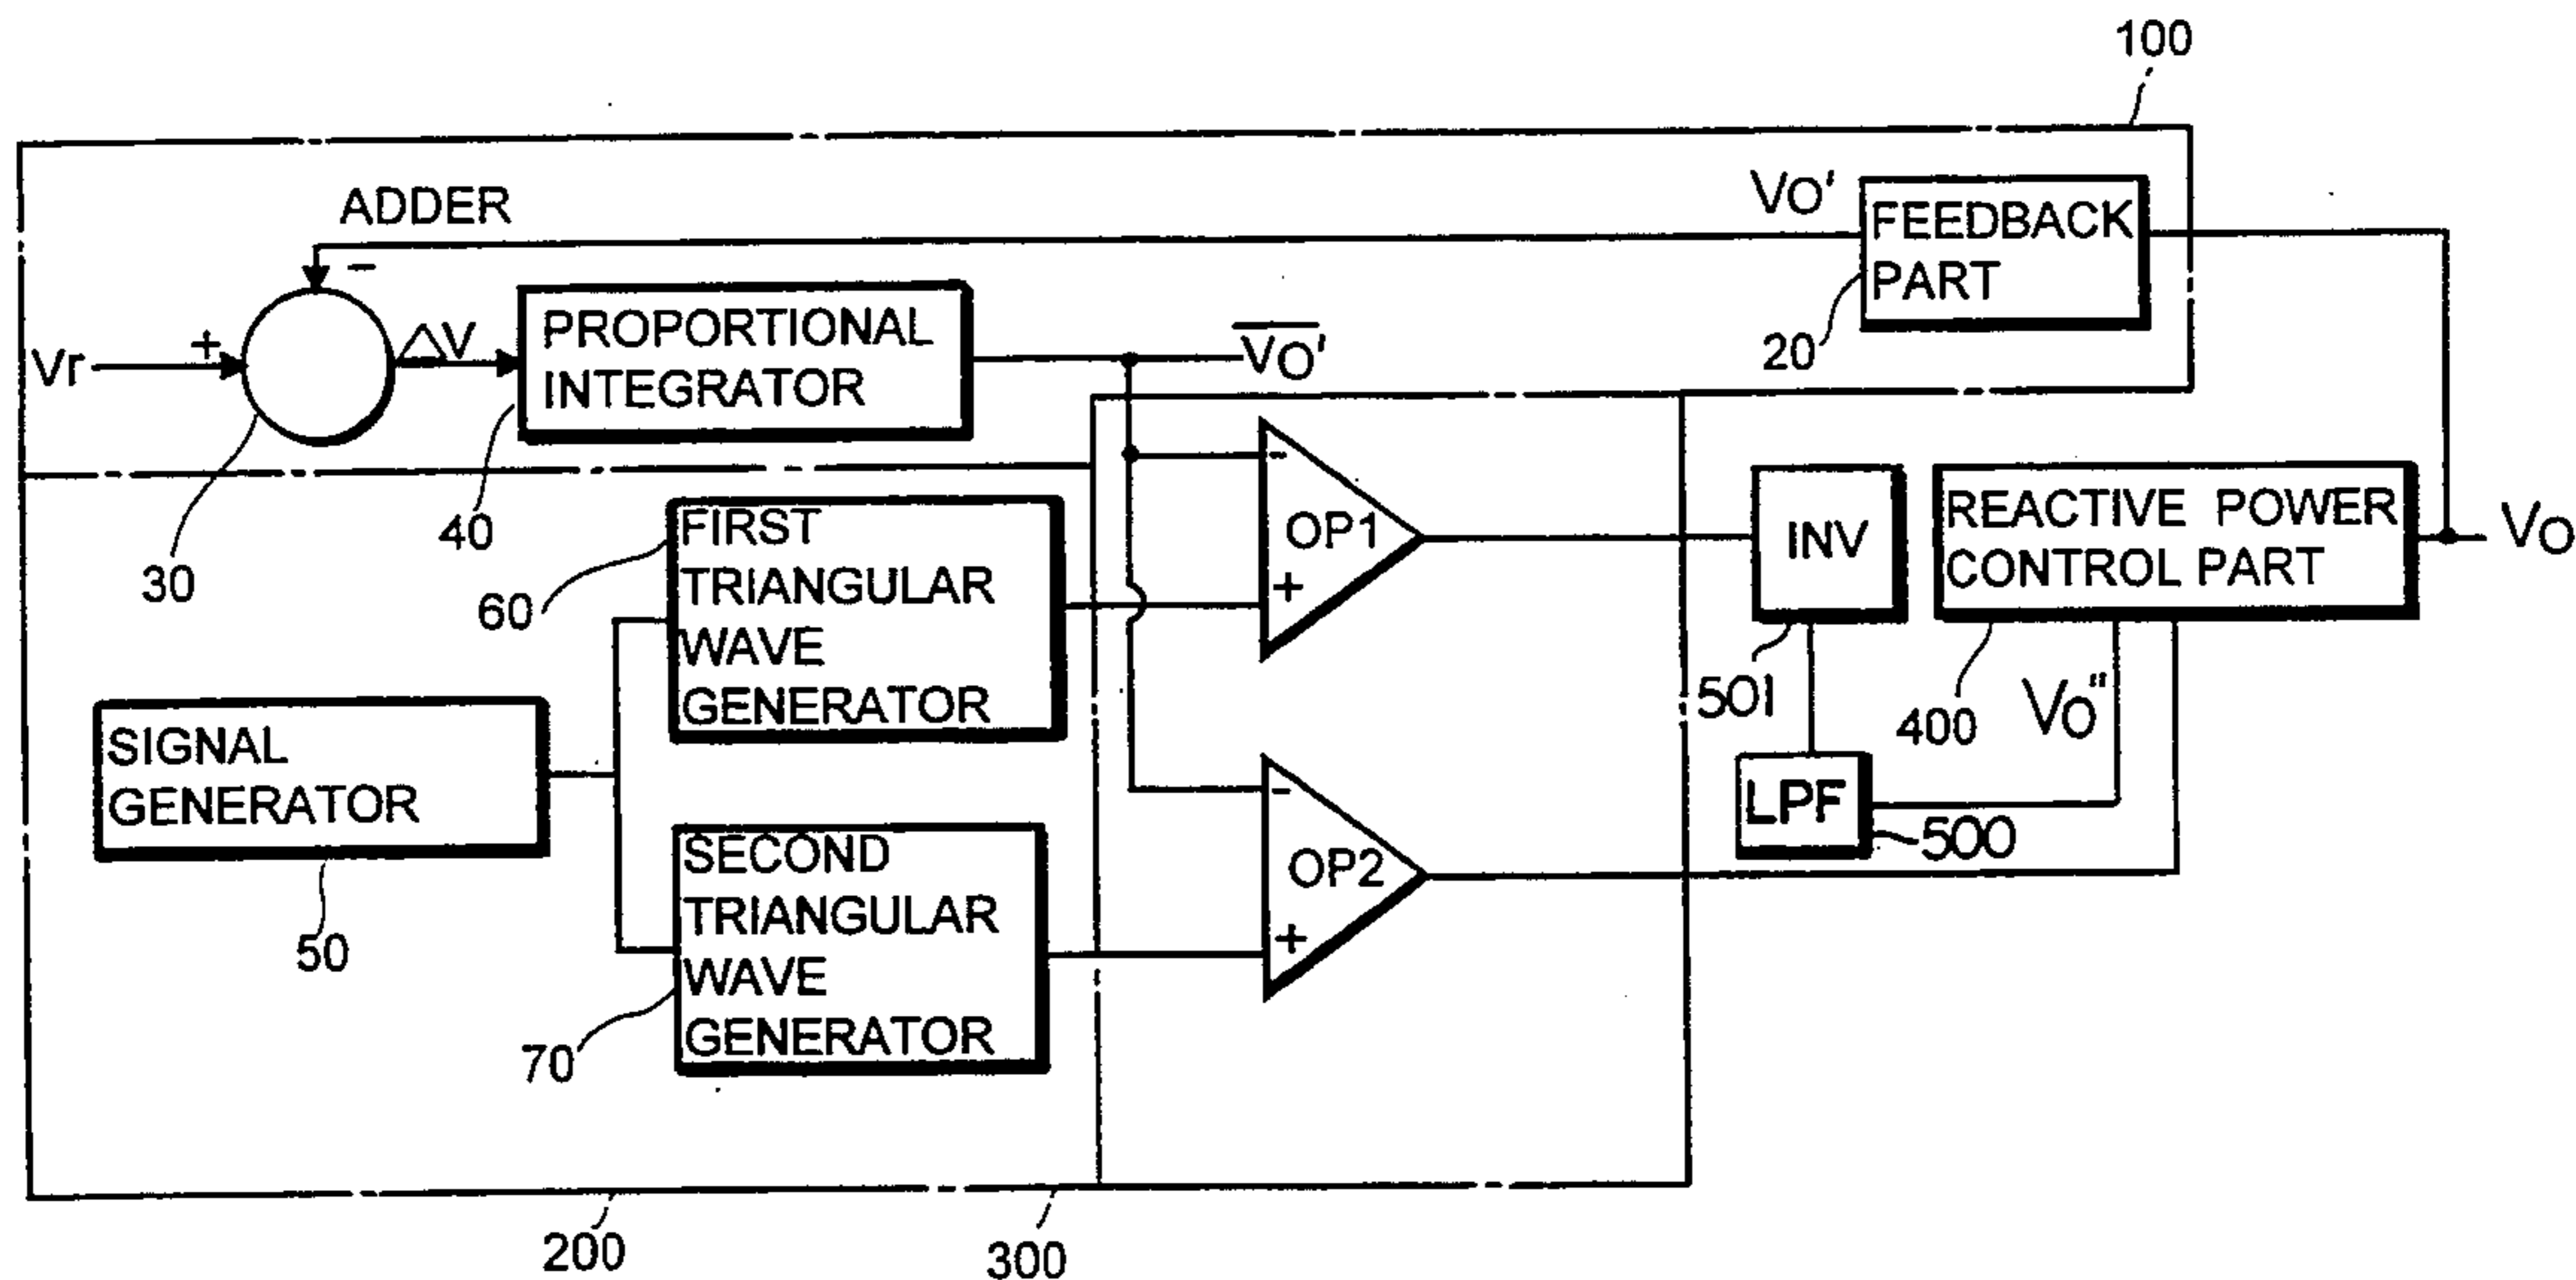 100
ADDER
Vo'
FEEDBACK
PART
20
−
+
Vr
△V
PROPORTIONAL
INTEGRATOR
V̅o̅'̅
30
40
-
OP1
+
INV
501
REACTIVE POWER
CONTROL PART
400
Vo
Vo"
FIRST
TRIANGULAR
WAVE
GENERATOR
60
SIGNAL
GENERATOR
50
LPF
500
-
OP2
+
SECOND
TRIANGULAR
WAVE
GENERATOR
70
200
300